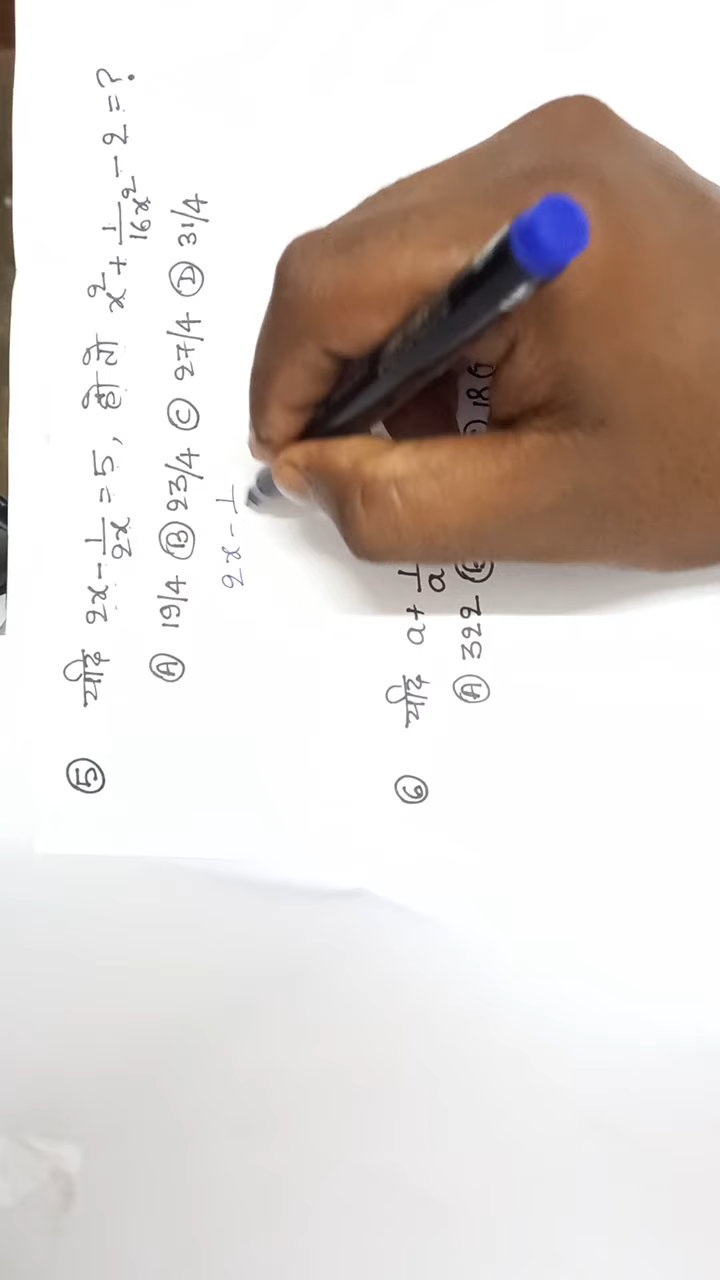 ⑤ यदि 2x - 1/2x = 5, हो तो x² + 1/16x² - 2 = ?
Ⓐ 19/4 Ⓑ 23/4 Ⓒ 27/4 Ⓓ 31/4
2x - 1
⑥ यदि a + 1/a
Ⓐ 322 18